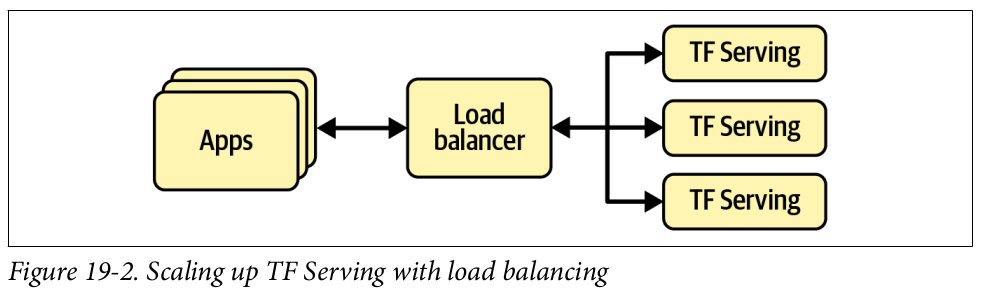 Apps
Load
balancer
TF Serving
TF Serving
TF Serving
Figure 19-2. Scaling up TF Serving with load balancing